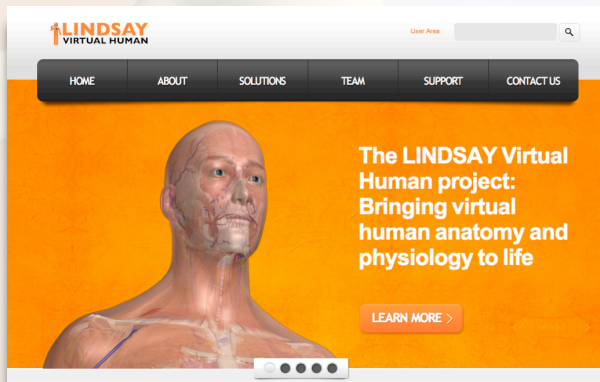 LINDSAY
VIRTUAL HUMAN
User Area
HOME
ABOUT
SOLUTIONS
TEAM
SUPPORT
CONTACT US
The LINDSAY Virtual
Human project:
Bringing virtual
human anatomy and
physiology to life
LEARN MORE >